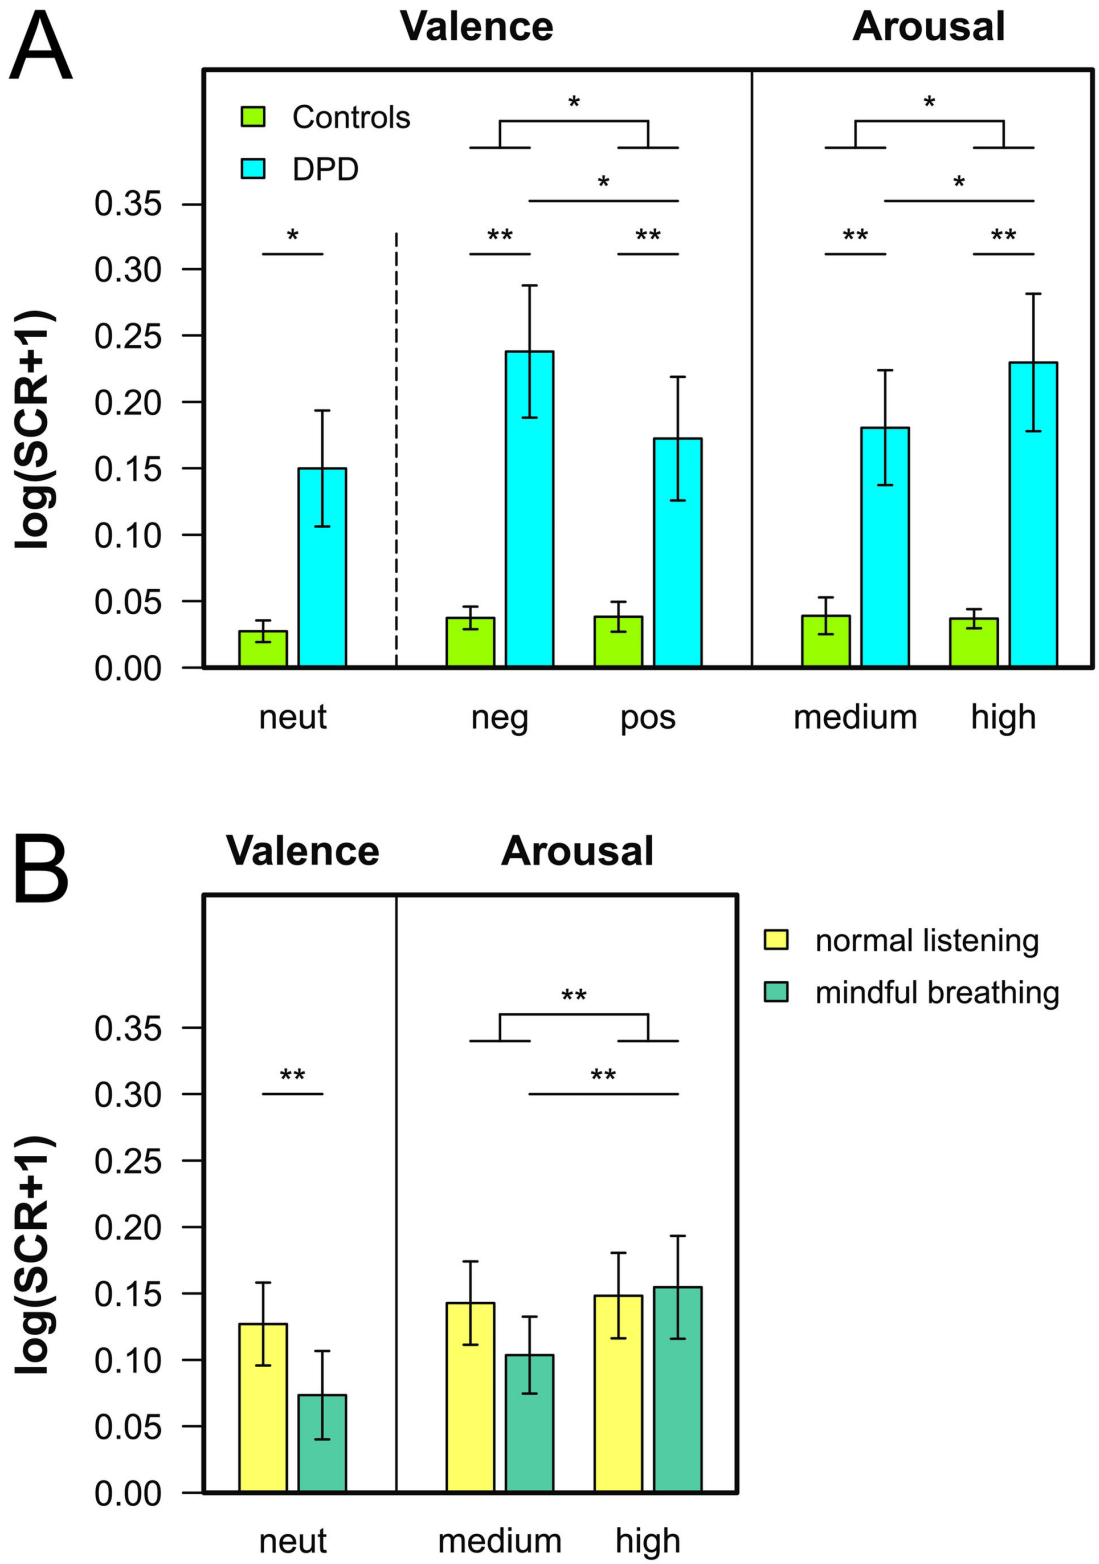 A
Valence Arousal
Controls
DPD
* *
* *
* ** ** ** **
0.35
0.30
0.25
0.20
0.15
0.10
0.05
0.00
log(SCR+1)
neut neg pos medium high
B
Valence Arousal
normal listening
mindful breathing
**
** **
0.35
0.30
0.25
0.20
0.15
0.10
0.05
0.00
log(SCR+1)
neut medium high